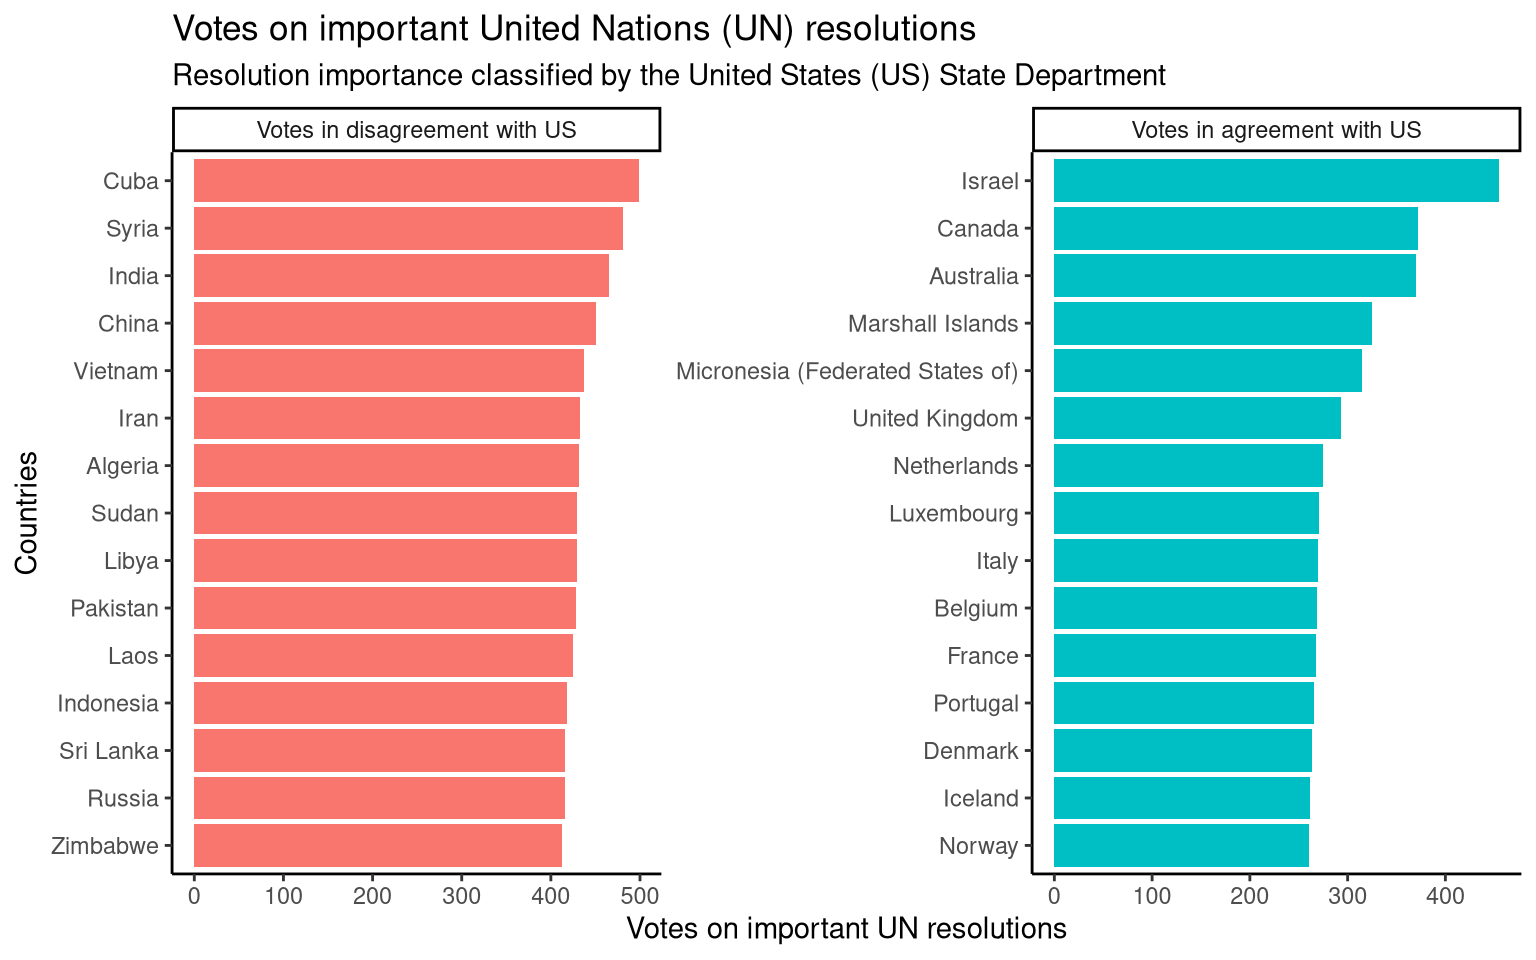 Votes on important United Nations (UN) resolutions
Resolution importance classified by the United States (US) State Department
Votes in disagreement with US
Cuba
Syria
India
China
Vietnam
Iran
Algeria
Sudan
Libya
Pakistan
Laos
Indonesia
Sri Lanka
Russia
Zimbabwe
0 100 200 300 400 500
Votes in agreement with US
Israel
Canada
Australia
Marshall Islands
Micronesia (Federated States of)
United Kingdom
Netherlands
Luxembourg
Italy
Belgium
France
Portugal
Denmark
Iceland
Norway
0 100 200 300 400
Countries
Votes on important UN resolutions